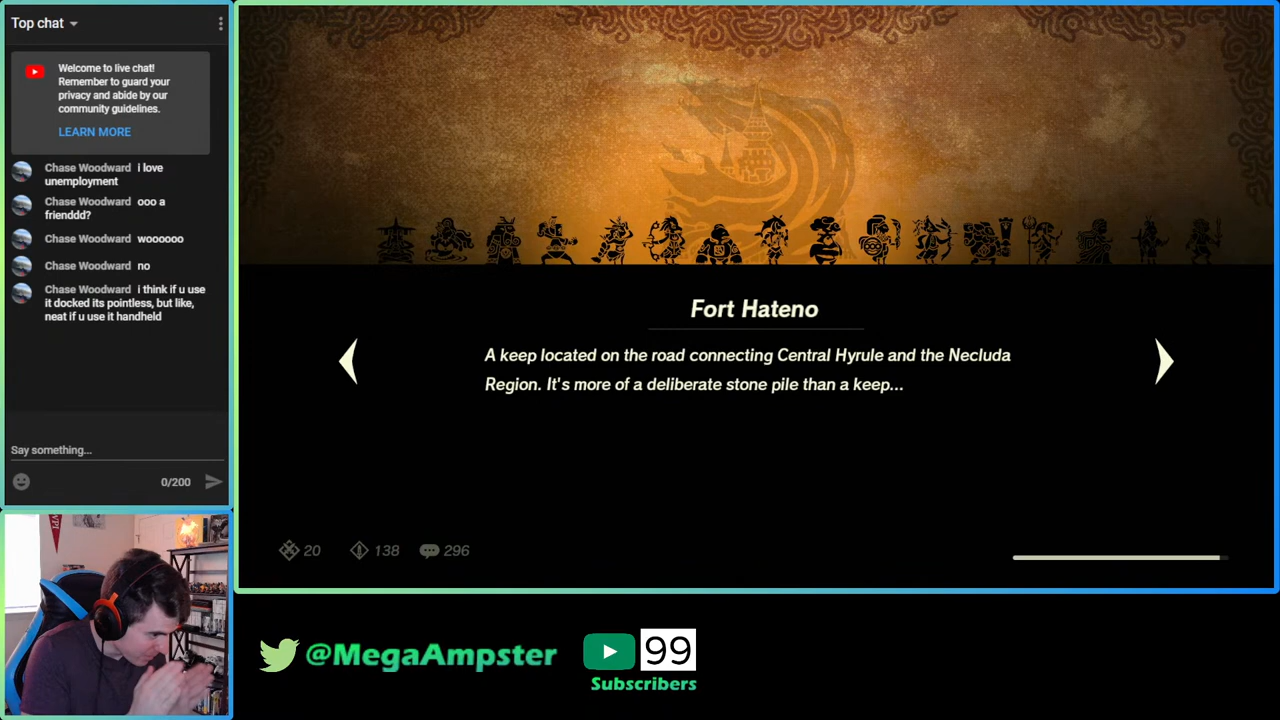 Top chat
Welcome to live chat!
Remember to guard your
privacy and abide by our
community guidelines.
LEARN MORE
Chase Woodward i love
unemployment
Chase Woodward ooo a
frienddd?
Chase Woodward woooooo
Chase Woodward no
Chase Woodward i think if u use
it docked its pointless, but like,
neat if u use it handheld
Say something...
0/200
Fort Hateno
A keep located on the road connecting Central Hyrule and the Necluda
Region. It's more of a deliberate stone pile than a keep...
20
138
296
WPI
@MegaAmpster
99
Subscribers